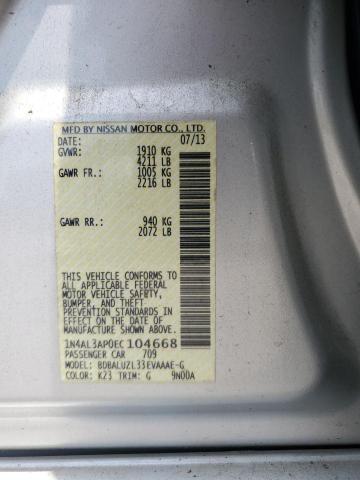 MFD BY NISSAN MOTOR CO., LTD.
DATE: 07/13
GVWR: 1910 KG
4211 LB
GAWR FR: 1005 KG
2216 LB
GAWR RR: 940 KG
2072 LB
THIS VEHICLE CONFORMS TO
ALL APPLICABLE FEDERAL
MOTOR VEHICLE SAFETY,
BUMPER, AND THEFT
PREVENTION STANDARDS IN
EFFECT ON THE DATE OF
MANUFACTURE SHOWN ABOVE.
1N4AL3AP0EC104668
PASSENGER CAR 709
MODEL: BDBALUZL33EVAAAE-G
COLOR: K23 TRIM: G 9N00A